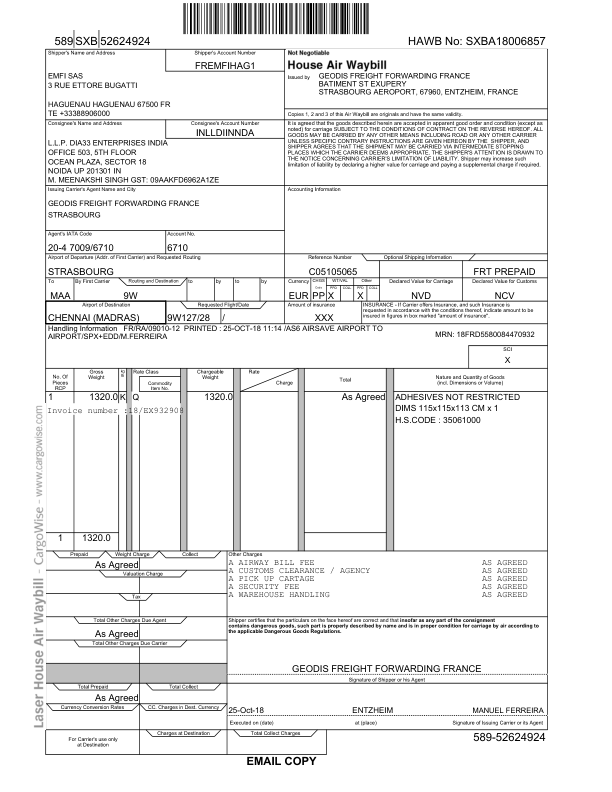 589 SXB 52624924
HAWB No: SXBA18006857
Shipper's Name and Address
Shipper's Account Number
FREMFIHAG1
EMFI SAS
3 RUE ETTORE BUGATTI
HAGUENAU HAGUENAU 67500 FR
TE +33388906000
Not Negotiable
House Air Waybill
Issued by
GEODIS FREIGHT FORWARDING FRANCE
BATIMENT ST EXUPERY
STRASBOURG AEROPORT, 67960, ENTZHEIM, FRANCE
Copies 1, 2 and 3 of this Air Waybill are originals and have the same validity.
Consignee's Name and Address
Consignee's Account Number
INLLDIINNDA
L.L.P. DIA33 ENTERPRISES INDIA
OFFICE 503, 5TH FLOOR
OCEAN PLAZA, SECTOR 18
NOIDA UP 201301 IN
M. MEENAKSHI SINGH GST: 09AAKFD6962A1ZE
It is agreed that the goods described herein are accepted in apparent good order and condition (except as
noted) for carriage SUBJECT TO THE CONDITIONS OF CONTRACT ON THE REVERSE HEREOF. ALL
GOODS MAY BE CARRIED BY ANY OTHER MEANS INCLUDING ROAD OR ANY OTHER CARRIER
UNLESS SPECIFIC CONTRARY INSTRUCTIONS ARE GIVEN HEREON BY THE SHIPPER, AND
SHIPPER AGREES THAT THE SHIPMENT MAY BE CARRIED VIA INTERMEDIATE STOPPING
PLACES WHICH THE CARRIER DEEMS APPROPRIATE. THE SHIPPER'S ATTENTION IS DRAWN TO
THE NOTICE CONCERNING CARRIER'S LIMITATION OF LIABILITY. Shipper may increase such
limitation of liability by declaring a higher value for carriage and paying a supplemental charge if required.
Issuing Carrier Agent Name and City
GEODIS FREIGHT FORWARDING FRANCE
STRASBOURG
Accounting Information
Agent's IATA Code
Account No.
20-4 7009/6710
6710
Airport of Departure (Addr. of First Carrier) and Requested Routing
Reference Number
Optional Shipping Information
STRASBOURG
C05105065
FRT PREPAID
To
By First Carrier
Routing and Destination
to
by
to
by
Currency
CHGS
Code
WT/VAL
PPD
COLL
Other
PPD
COLL
Declared Value for Carriage
Declared Value for Customs
MAA
9W
EUR
PP
X
X
NVD
NCV
Airport of Destination
Requested Flight/Date
Amount of insurance
CHENNAI (MADRAS)
9W127/28
/
XXX
INSURANCE - If Carrier offers Insurance, and such Insurance is
requested in accordance with the conditions thereof, indicate amount to be
insured in figures in box marked "amount of insurance".
Handling Information FR/RA/09010-12 PRINTED : 25-OCT-18 11:14 /AS6 AIRSAVE AIRPORT TO
AIRPORT/SPX+EDD/M.FERREIRA
MRN: 18FRD5580084470932
SCI
X
No. Of
Pieces
RCP
Gross
Weight
Rate Class
Commodity
Item No.
Chargeable
Weight
Rate
Charge
Total
Nature and Quantity of Goods
(incl. Dimensions or Volume)
1
1320.0
K
Q
1320.0
As Agreed
ADHESIVES NOT RESTRICTED
DIMS 115x115x113 CM x 1
H.S.CODE : 35061000
Invoice number :18/EX932908
1
1320.0
Prepaid
Weight Charge
Collect
As Agreed
Valuation Charge
Tax
Other Charges
A AIRWAY BILL FEE AS AGREED
A CUSTOMS CLEARANCE / AGENCY AS AGREED
A PICK UP CARTAGE AS AGREED
A SECURITY FEE AS AGREED
A WAREHOUSE HANDLING AS AGREED
Total Other Charges Due Agent
As Agreed
Total Other Charges Due Carrier
Shipper certifies that the particulars on the face hereof are correct and that insofar as any part of the consignment
contains dangerous goods, such part is properly described by name and is in proper condition for carriage by air according to
the applicable Dangerous Goods Regulations.
GEODIS FREIGHT FORWARDING FRANCE
Signature of Shipper or his Agent
Total Prepaid
Total Collect
As Agreed
Currency Conversion Rates
CC. Charges in Dest. Currency
25-Oct-18
ENTZHEIM
MANUEL FERREIRA
Executed on (date)
at (place)
Signature of Issuing Carrier or its Agent
For Carrier's use only
at Destination
Charges at Destination
Total Collect Charges
589-52624924
EMAIL COPY
Laser House Air Waybill - CargoWise - www.cargowise.com